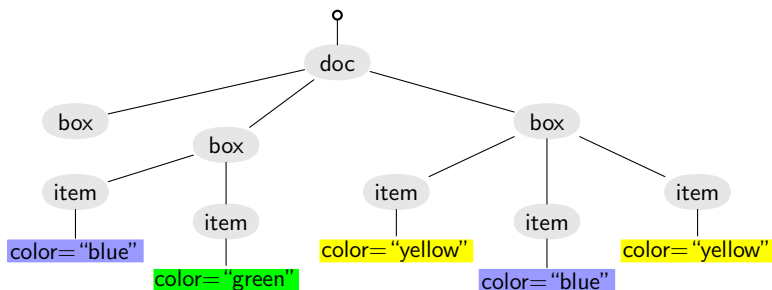 doc
box
box
box
item
item
item
item
item
color=“blue”
color=“green”
color=“yellow”
color=“blue”
color=“yellow”